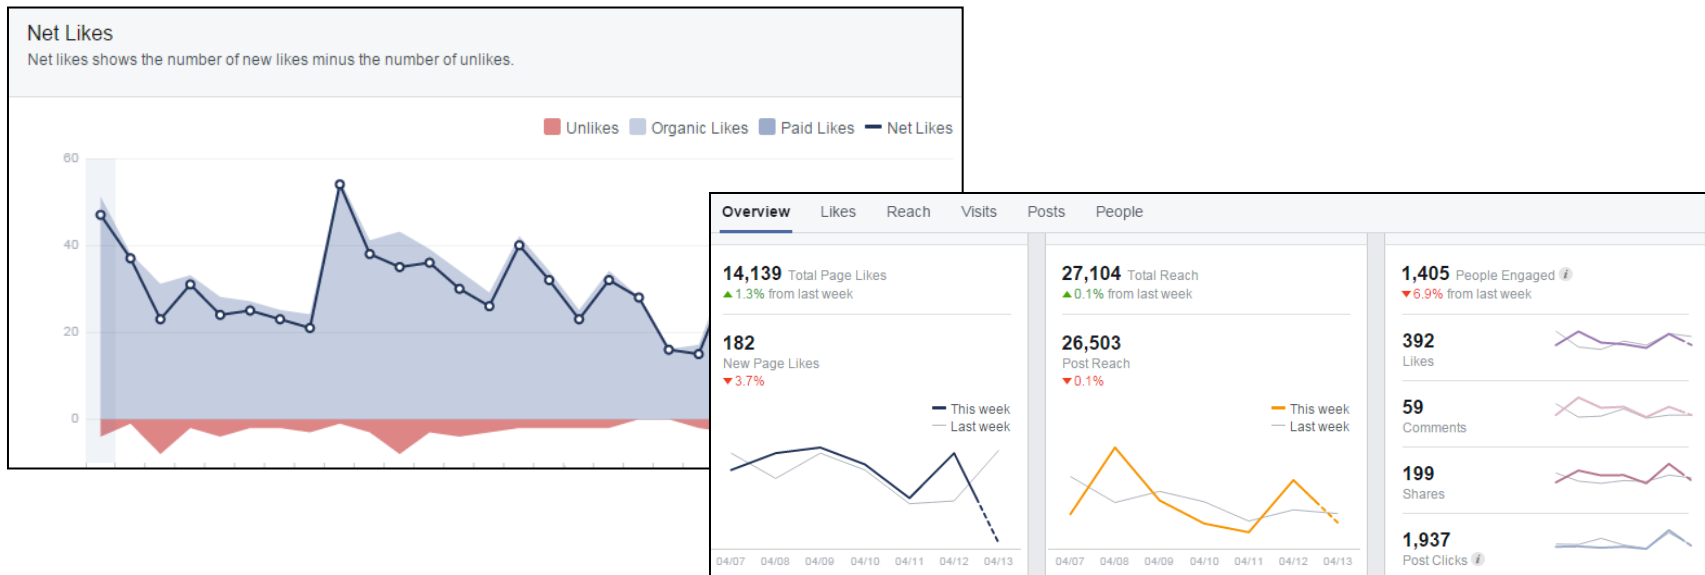 Net Likes
Net likes shows the number of new likes minus the number of unlikes.
Unlikes Organic Likes Paid Likes Net Likes
60
40
20
0
Overview Likes Reach Visits Posts People
14,139 Total Page Likes
1.3% from last week
182
New Page Likes
3.7%
This week
Last week
04/07 04/08 04/09 04/10 04/11 04/12 04/13
27,104 Total Reach
0.1% from last week
26,503
Post Reach
0.1%
This week
Last week
04/07 04/08 04/09 04/10 04/11 04/12 04/13
1,405 People Engaged i
6.9% from last week
392
Likes
59
Comments
199
Shares
1,937
Post Clicks i